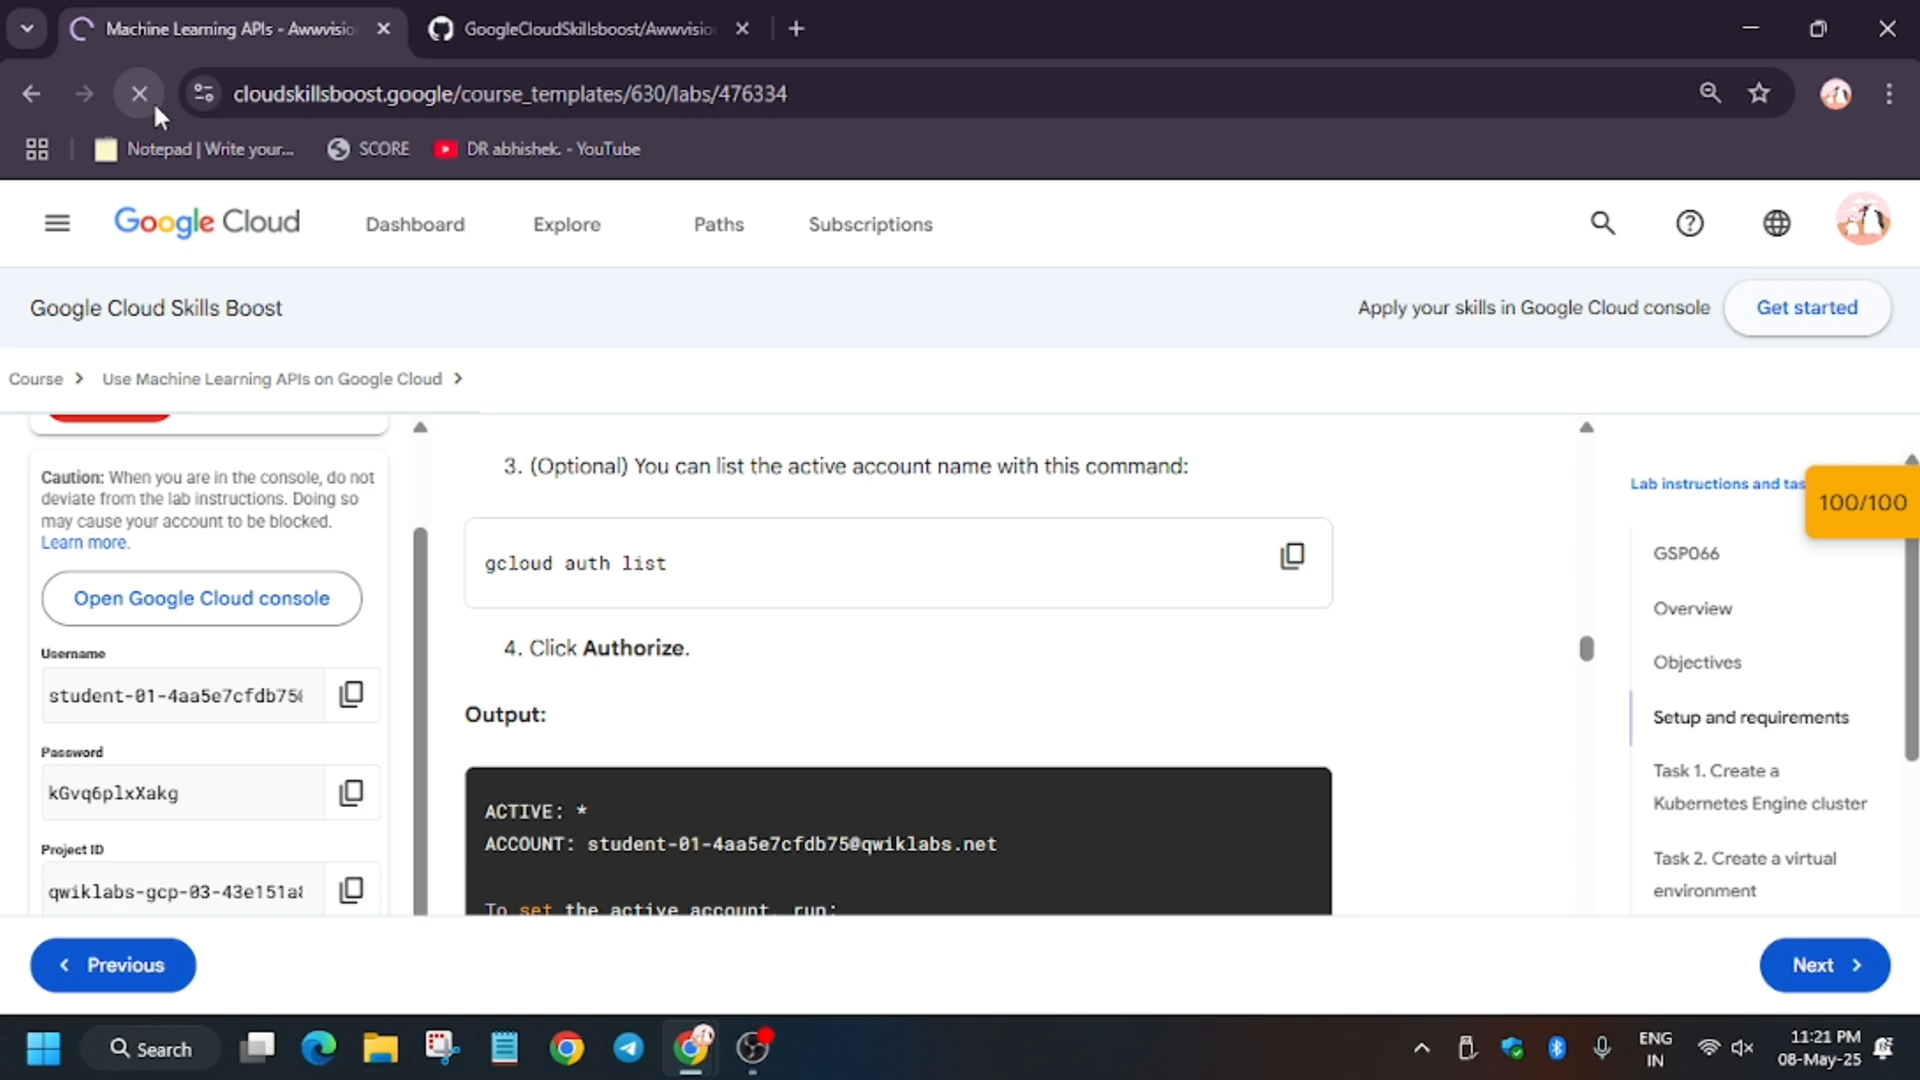 Machine Learning APIs - Awwvisio
GoogleCloudSkillsboost/Awwvisio
cloudskillsboost.google/course_templates/630/labs/476334
Notepad | Write your...
SCORE
DR abhishek. - YouTube
Google Cloud
Dashboard
Explore
Paths
Subscriptions
Google Cloud Skills Boost
Apply your skills in Google Cloud console
Get started
Course
Use Machine Learning APIs on Google Cloud
Caution: When you are in the console, do not
deviate from the lab instructions. Doing so
may cause your account to be blocked.
Learn more.
Open Google Cloud console
Username
student-01-4aa5e7cfdb75
Password
kGvq6plxXakg
Project ID
qwiklabs-gcp-03-43e151a
3. (Optional) You can list the active account name with this command:
gcloud auth list
4. Click Authorize.
Output:
ACTIVE: *
ACCOUNT: student-01-4aa5e7cfdb75@qwiklabs.net
To set the active account, run:
Lab instructions and tas
100/100
GSP066
Overview
Objectives
Setup and requirements
Task 1. Create a
Kubernetes Engine cluster
Task 2. Create a virtual
environment
Previous
Next
Search
ENG
IN
11:21 PM
08-May-25